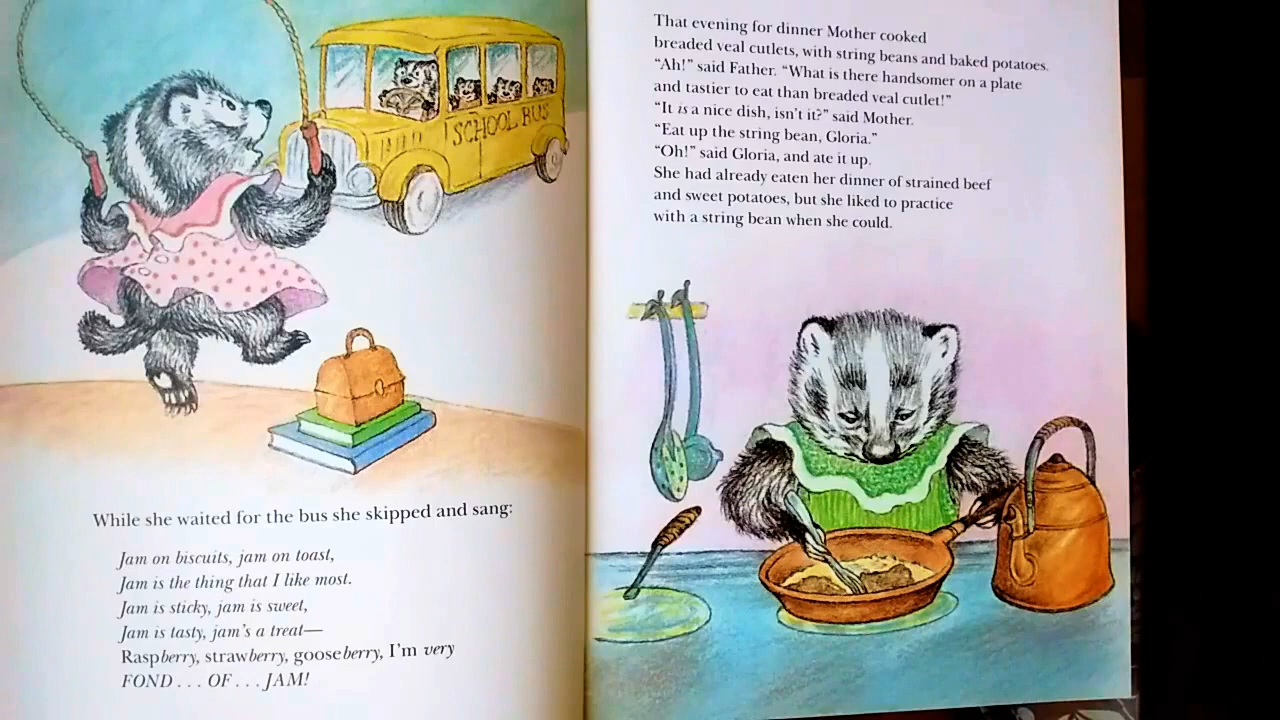 SCHOOL BUS
While she waited for the bus she skipped and sang:
Jam on biscuits, jam on toast,
Jam is the thing that I like most.
Jam is sticky, jam is sweet,
Jam is tasty, jam's a treat—
Raspberry, strawberry, gooseberry, I'm very
FOND . . . OF . . . JAM!
That evening for dinner Mother cooked
breaded veal cutlets, with string beans and baked potatoes.
“Ah!” said Father. “What is there handsomer on a plate
and tastier to eat than breaded veal cutlet!”
“It is a nice dish, isn't it?” said Mother.
“Eat up the string bean, Gloria.”
“Oh!” said Gloria, and ate it up.
She had already eaten her dinner of strained beef
and sweet potatoes, but she liked to practice
with a string bean when she could.